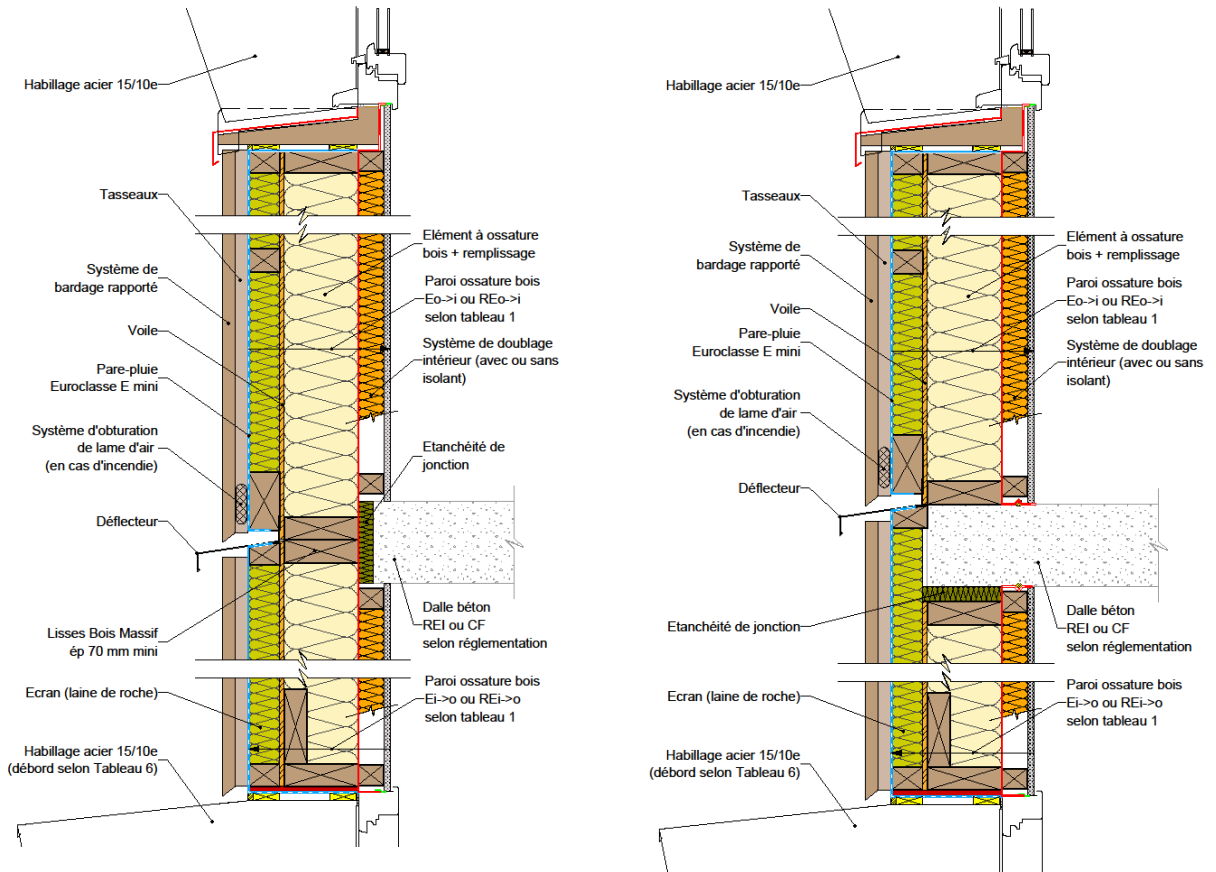 Habillage acier 15/10e
Tasseaux
Système de
bardage rapporté
Voile
Pare-pluie
Euroclasse E mini
Système d'obturation
de lame d'air
(en cas d'incendie)
Déflecteur
Lisses Bois Massif
ép 70 mm mini
Ecran (laine de roche)
Habillage acier 15/10e
(débord selon Tableau 6)
Elément à ossature
bois + remplissage
Paroi ossature bois
Eo->i ou REo->i
selon tableau 1
Système de doublage
intérieur (avec ou sans
isolant)
Etanchéité de
jonction
Dalle béton
REI ou CF
selon réglementation
Paroi ossature bois
Ei->o ou REi->o
selon tableau 1
Habillage acier 15/10e
Tasseaux
Système de
bardage rapporté
Voile
Pare-pluie
Euroclasse E mini
Système d'obturation
de lame d'air
(en cas d'incendie)
Déflecteur
Etanchéité de jonction
Ecran (laine de roche)
Habillage acier 15/10e
(débord selon Tableau 6)
Elément à ossature
bois + remplissage
Paroi ossature bois
Eo->i ou REo->i
selon tableau 1
Système de doublage
intérieur (avec ou sans
isolant)
Dalle béton
REI ou CF
selon réglementation
Paroi ossature bois
Ei->o ou REi->o
selon tableau 1